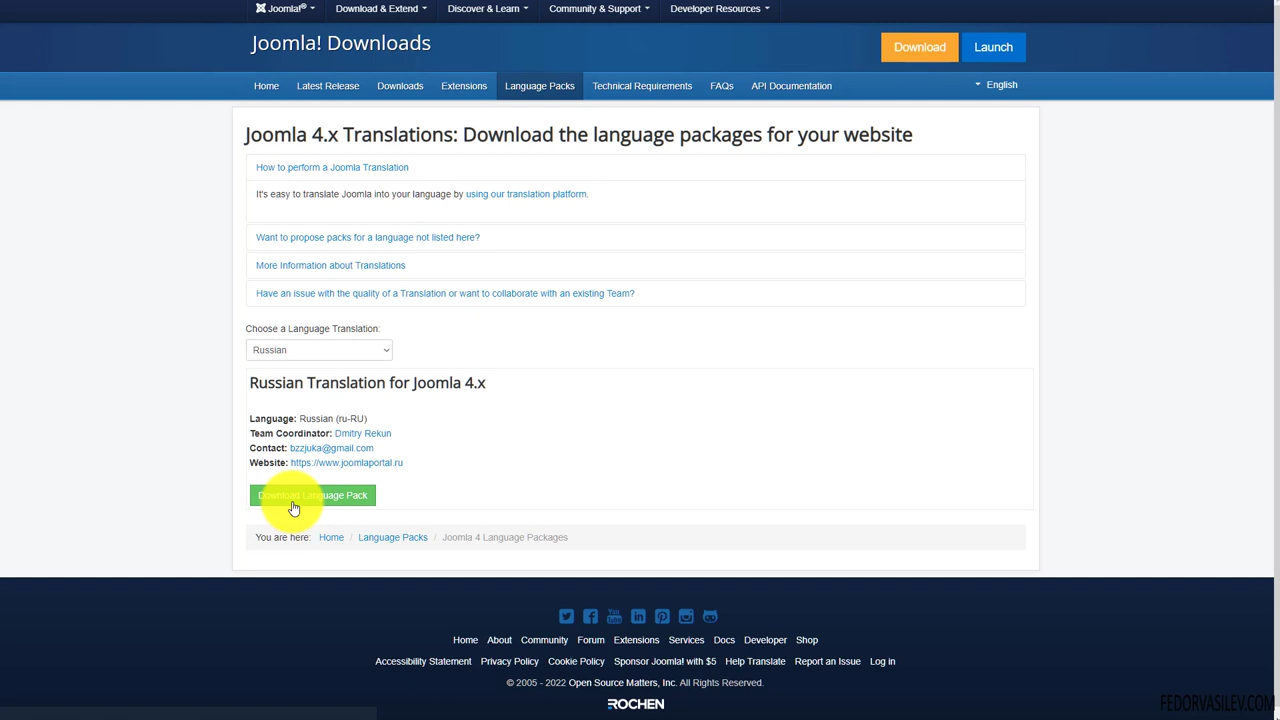 Joomla!® Download & Extend Discover & Learn Community & Support Developer Resources
Joomla! Downloads
Download Launch
Home Latest Release Downloads Extensions Language Packs Technical Requirements FAQs API Documentation English
Joomla 4.x Translations: Download the language packages for your website
How to perform a Joomla Translation
It's easy to translate Joomla into your language by using our translation platform.
Want to propose packs for a language not listed here?
More Information about Translations
Have an issue with the quality of a Translation or want to collaborate with an existing Team?
Choose a Language Translation:
Russian
Russian Translation for Joomla 4.x
Language: Russian (ru-RU)
Team Coordinator: Dmitry Rekun
Contact: bzzjuka@gmail.com
Website: https://www.joomlaportal.ru
Download Language Pack
You are here: Home / Language Packs / Joomla 4 Language Packages
You Tube
Home About Community Forum Extensions Services Docs Developer Shop
Accessibility Statement Privacy Policy Cookie Policy Sponsor Joomla! with $5 Help Translate Report an Issue Log in
© 2005 - 2022 Open Source Matters, Inc. All Rights Reserved.
ROCHEN
FEDORVASILEV.COM